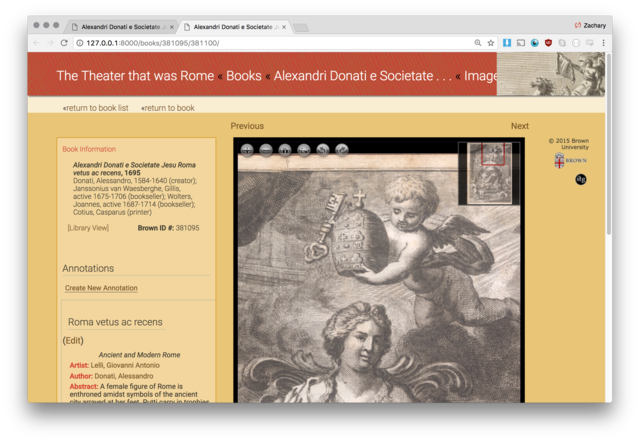 Alexandri Donati e Societate J
Alexandri Donati e Societate J
Zachary
127.0.0.1:8000/books/381095/381100/
The Theater that was Rome « Books « Alexandri Donati e Societate . . . « Image
«return to book list «return to book
Previous
Next
© 2015 Brown
University
BROWN
Book Information
Alexandri Donati e Societate Jesu Roma
vetus ac recens, 1695
Donati, Alessandro, 1584-1640 (creator);
Janssonius van Waesberghe, Gillis,
active 1675-1706 (bookseller); Wolters,
Joannes, active 1687-1714 (bookseller);
Cotius, Casparus (printer)
[Library View]
Brown ID #: 381095
Annotations
Create New Annotation
Roma vetus ac recens
(Edit)
Ancient and Modern Rome
Artist: Lelli, Giovanni Antonio
Author: Donati, Alessandro
Abstract: A female figure of Rome is
enthroned amidst symbols of the ancient
city arrayed at her feet. Putti carry in trophies